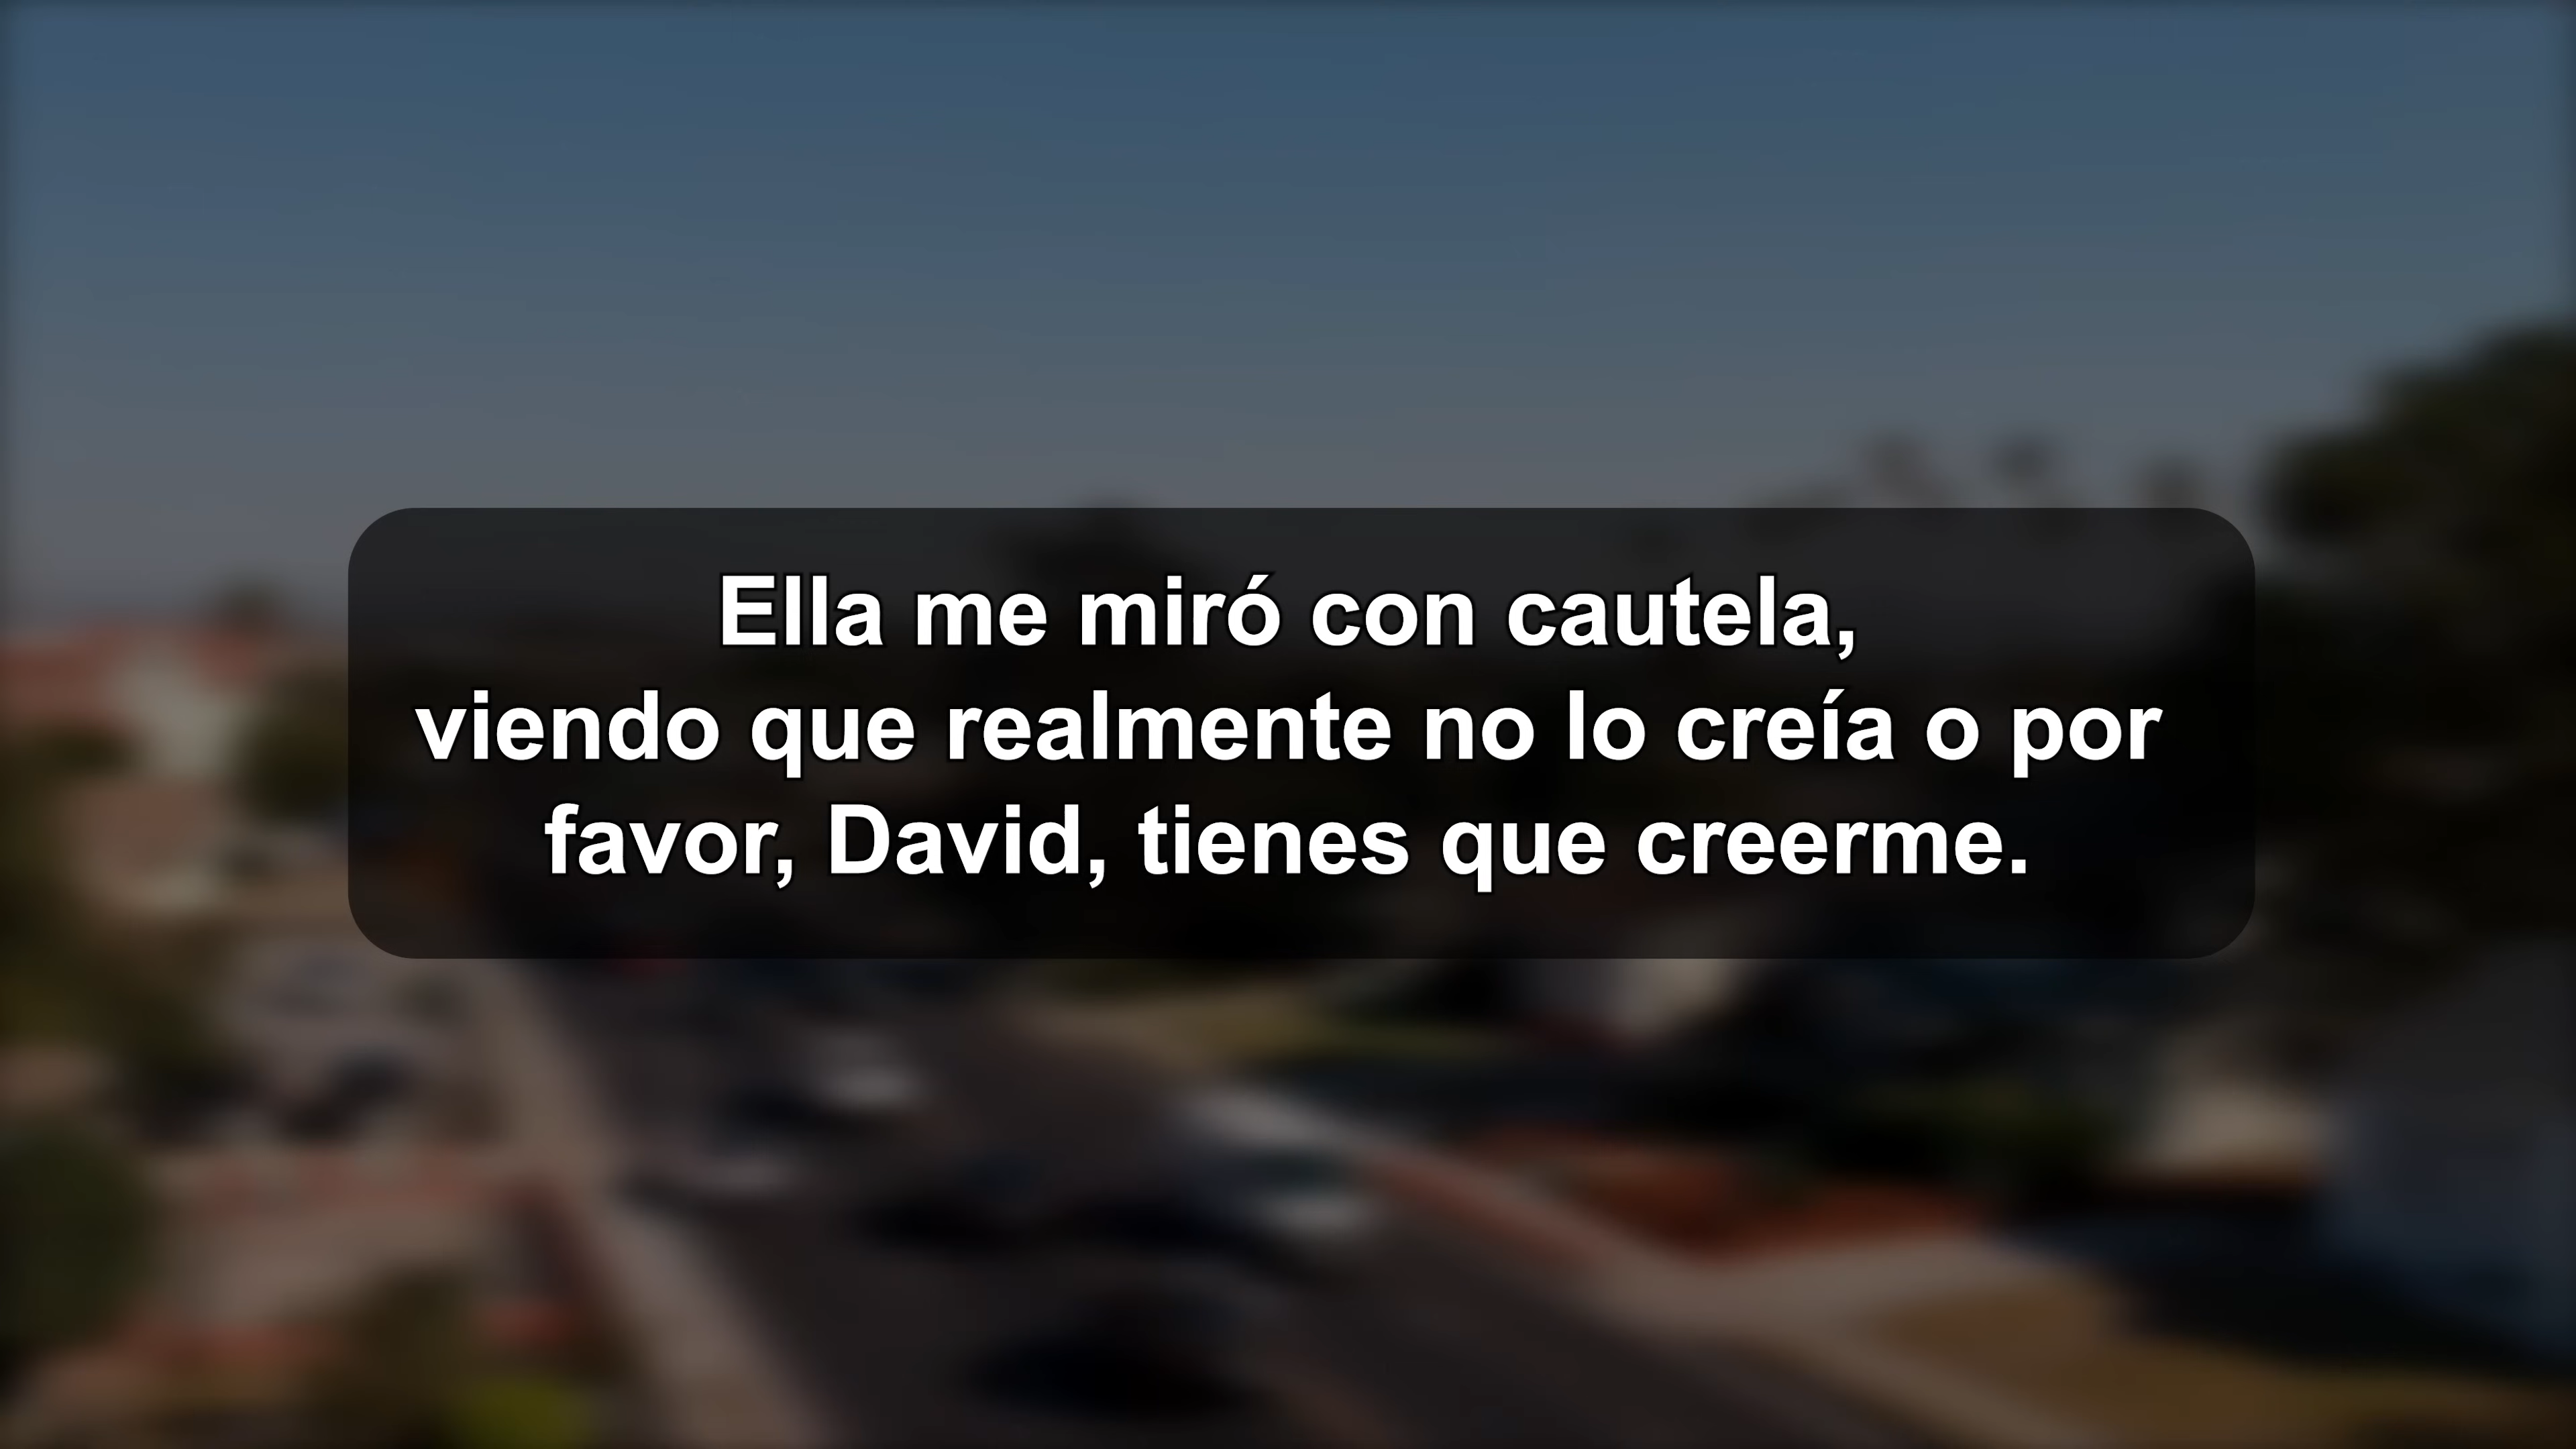 Ella me miró con cautela,
viendo que realmente no lo creía o por
favor, David, tienes que creerme.